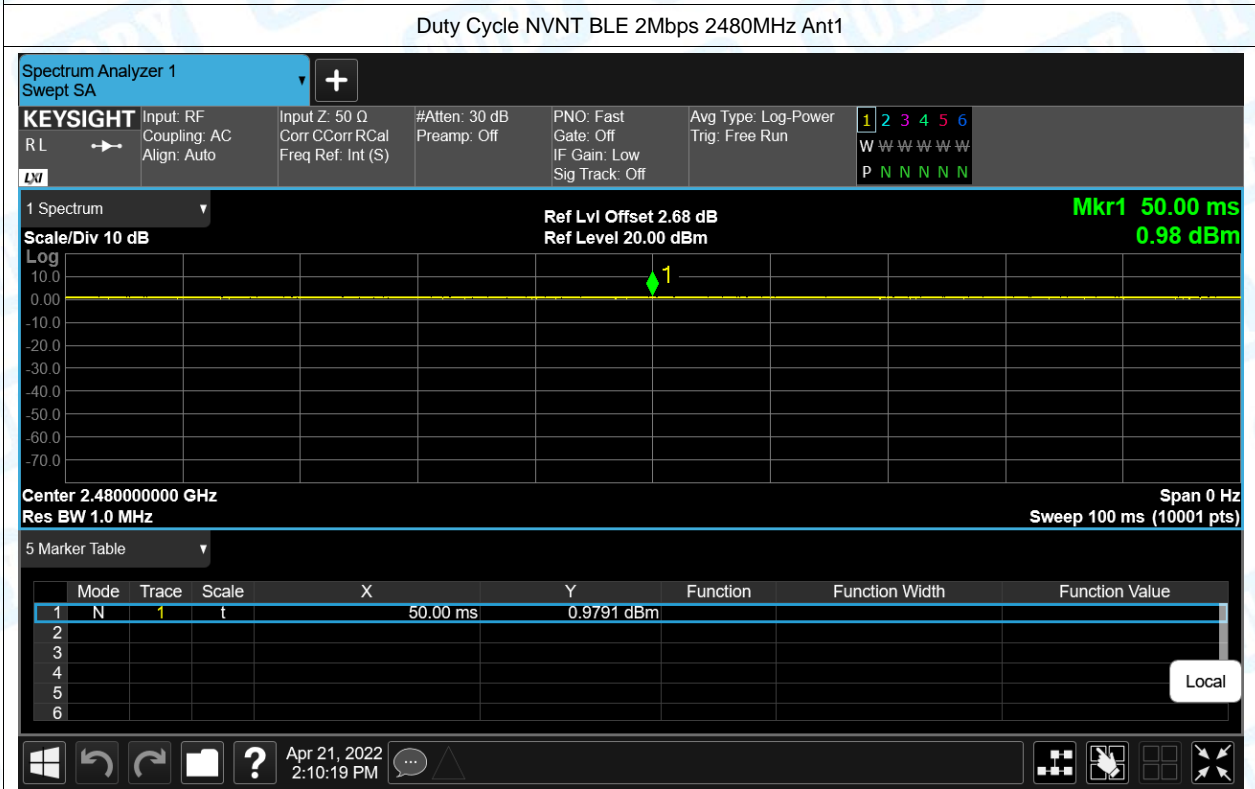 Duty Cycle NVNT BLE 2Mbps 2480MHz Ant1
Spectrum Analyzer 1
Swept SA
KEYSIGHT
R L
LXI
Input: RF
Coupling: AC
Align: Auto
Input Z: 50 Ω
Corr CCorr RCal
Freq Ref: Int (S)
#Atten: 30 dB
Preamp: Off
PNO: Fast
Gate: Off
IF Gain: Low
Sig Track: Off
Avg Type: Log-Power
Trig: Free Run
1 2 3 4 5 6
W W W W W W
P N N N N N
1 Spectrum
Scale/Div 10 dB
Ref Lvl Offset 2.68 dB
Ref Level 20.00 dBm
Mkr1 50.00 ms
0.98 dBm
Log
10.0
0.00
-10.0
-20.0
-30.0
-40.0
-50.0
-60.0
-70.0
1
Center 2.480000000 GHz
Res BW 1.0 MHz
Span 0 Hz
Sweep 100 ms (10001 pts)
5 Marker Table
Mode Trace Scale X Y Function Function Width Function Value
1 N 1 t 50.00 ms 0.9791 dBm
2
3
4
5
6
Local
?
Apr 21, 2022
2:10:19 PM